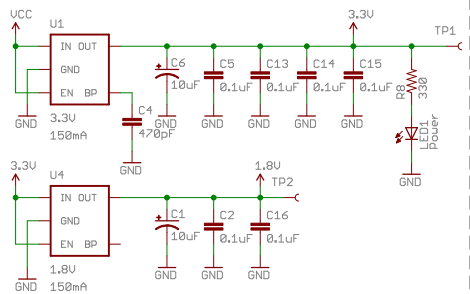 VCC U1 3.3V TP1
IN OUT
GND
EN BP
C6 10uF
C5 0.1uF
C13 0.1uF
C14 0.1uF
C15 0.1uF
R8 330
LED1 power
C4 470pF
GND 3.3V 150mA
GND GND GND GND GND GND GND
3.3V U4 1.8V TP2
IN OUT
GND
EN BP
C1 10uF
C2 0.1uF
C16 0.1uF
GND 1.8V 150mA
GND GND GND